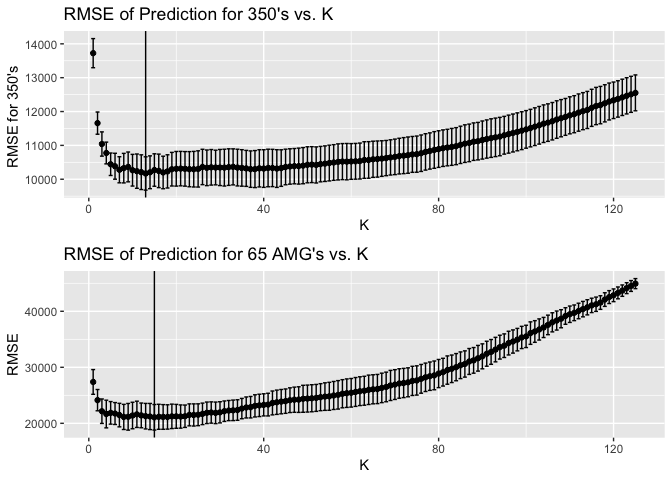 RMSE of Prediction for 350's vs. K
14000
13000
12000
11000
10000
RMSE for 350's
0 40 80 120
K
RMSE of Prediction for 65 AMG's vs. K
40000
30000
20000
RMSE
0 40 80 120
K